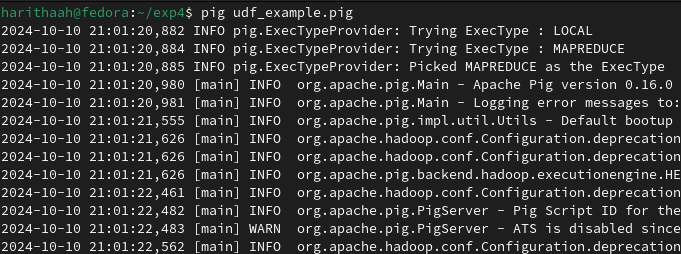 harithaah@fedora:~/exp4$ pig udf_example.pig
2024-10-10 21:01:20,882 INFO pig.ExecTypeProvider: Trying ExecType : LOCAL
2024-10-10 21:01:20,884 INFO pig.ExecTypeProvider: Trying ExecType : MAPREDUCE
2024-10-10 21:01:20,885 INFO pig.ExecTypeProvider: Picked MAPREDUCE as the ExecType
2024-10-10 21:01:20,980 [main] INFO  org.apache.pig.Main - Apache Pig version 0.16.0
2024-10-10 21:01:20,981 [main] INFO  org.apache.pig.Main - Logging error messages to:
2024-10-10 21:01:21,555 [main] INFO  org.apache.pig.impl.util.Utils - Default bootup
2024-10-10 21:01:21,626 [main] INFO  org.apache.hadoop.conf.Configuration.deprecation
2024-10-10 21:01:21,626 [main] INFO  org.apache.hadoop.conf.Configuration.deprecation
2024-10-10 21:01:21,626 [main] INFO  org.apache.pig.backend.hadoop.executionengine.HE
2024-10-10 21:01:22,461 [main] INFO  org.apache.hadoop.conf.Configuration.deprecation
2024-10-10 21:01:22,482 [main] INFO  org.apache.pig.PigServer - Pig Script ID for the
2024-10-10 21:01:22,483 [main] WARN  org.apache.pig.PigServer - ATS is disabled since
2024-10-10 21:01:22,562 [main] INFO  org.apache.hadoop.conf.Configuration.deprecation